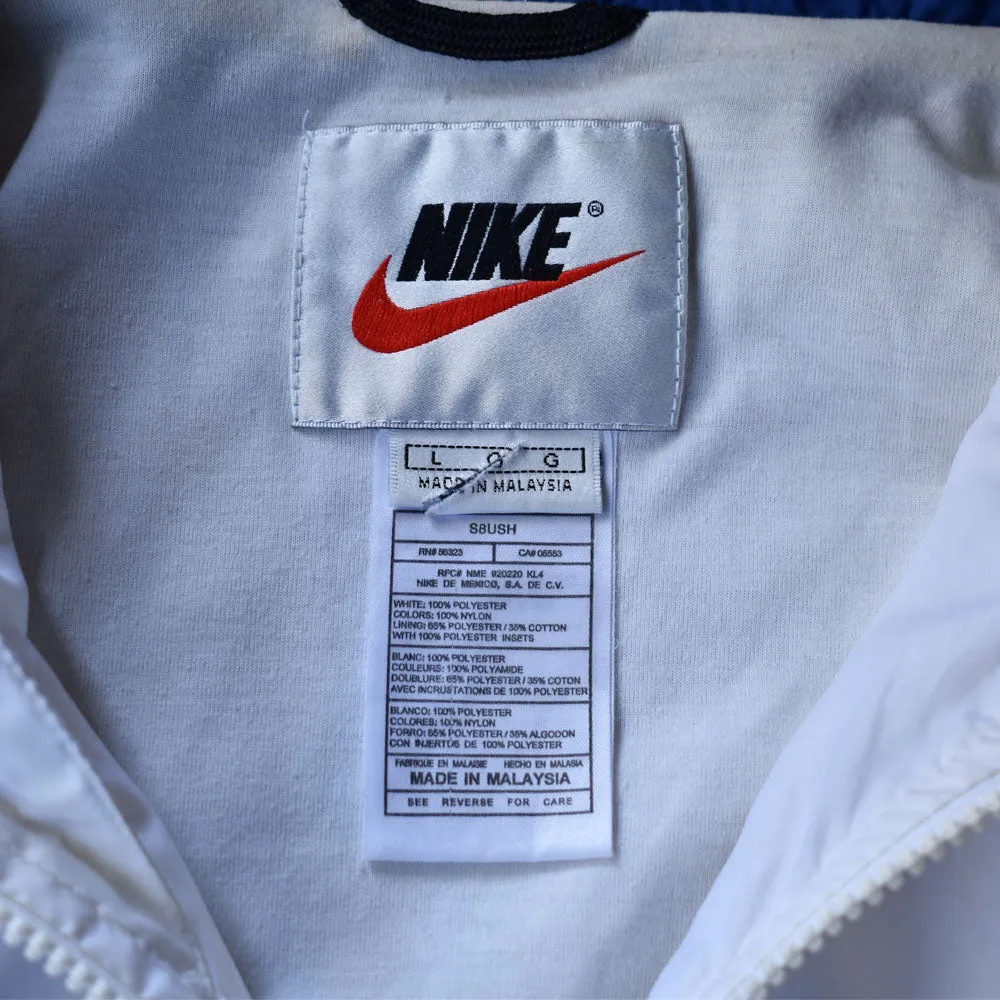 NIKE®
L G G
MADE IN MALAYSIA
S8USH
RN# 56323 CA# 05553
RFC# NME 920220 KL4
NIKE DE MEXICO, S.A. DE C.V.
WHITE: 100% POLYESTER
COLORS: 100% NYLON
LINING: 65% POLYESTER / 35% COTTON
WITH 100% POLYESTER INSETS
BLANC: 100% POLYESTER
COULEURS: 100% POLYAMIDE
DOUBLURE: 65% POLYESTER / 35% COTON
AVEC INCRUSTATIONS DE 100% POLYESTER
BLANCO: 100% POLYESTER
COLORES: 100% NYLON
FORRO: 65% POLYESTER / 35% ALGODON
CON INJERTOS DE 100% POLYESTER
FABRIQUE EN MALAISIE HECHO EN MALASIA
MADE IN MALAYSIA
SEE REVERSE FOR CARE